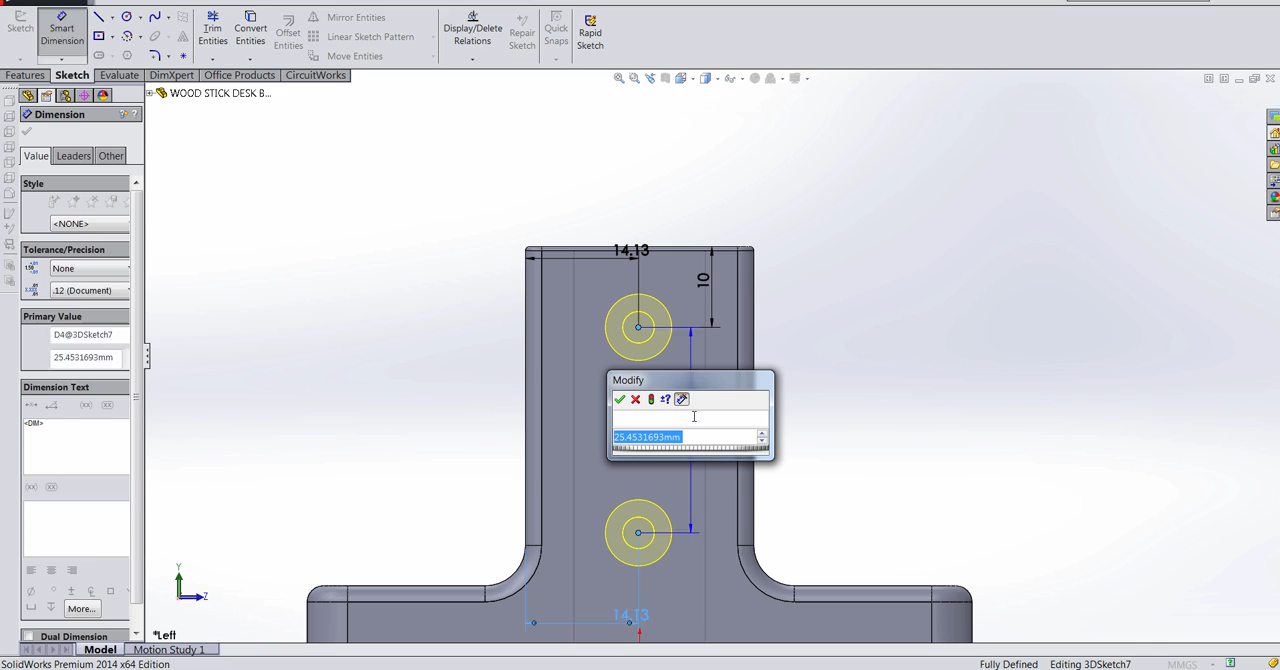 Sketch
Smart Dimension
Trim Entities
Convert Entities
Offset Entities
Mirror Entities
Linear Sketch Pattern
Move Entities
Display/Delete Relations
Repair Sketch
Quick Snaps
Rapid Sketch
Features
Sketch
Evaluate
DimXpert
Office Products
CircuitWorks
WOOD STICK DESK B...
Dimension
Value
Leaders
Other
Style
<NONE>
Tolerance/Precision
None
.12 (Document)
Primary Value
D4@3DSketch7
25.4531693mm
Dimension Text
<DIM>
More...
Dual Dimension
14.13
10
Modify
25.4531693mm
14.13
Y
Z
*Left
Model
Motion Study 1
SolidWorks Premium 2014 x64 Edition
Fully Defined
Editing 3DSketch7
MMGS